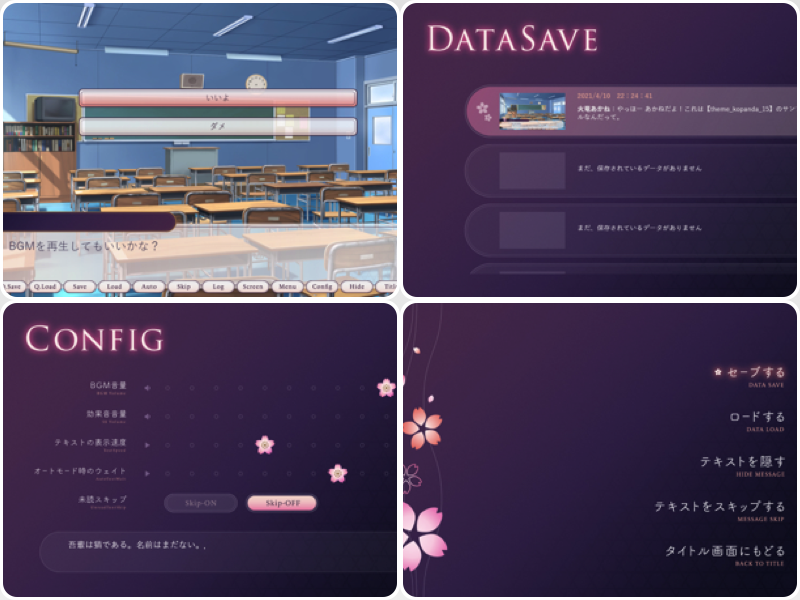 いいよ
ダメ
BGMを再生してもいいかな？
Q.Save Q.Load Save Load Auto Skip Log Screen Menu Config Hide Title
DATASAVE
2021/4/10 22:24:41
火竜あかね：やっほー あかねだよ！これは【theme_kopanda_15】のサン
ルなんだって。
まだ、保存されているデータがありません
まだ、保存されているデータがありません
CONFIG
BGM音量
効果音音量
テキストの表示速度
オートモード時のウェイト
未読スキップ
Skip-ON Skip-OFF
吾輩は猫である。名前はまだない。
セーブする
DATA SAVE
ロードする
DATA LOAD
テキストを隠す
HIDE MESSAGE
テキストをスキップする
MESSAGE SKIP
タイトル画面にもどる
BACK TO TITLE